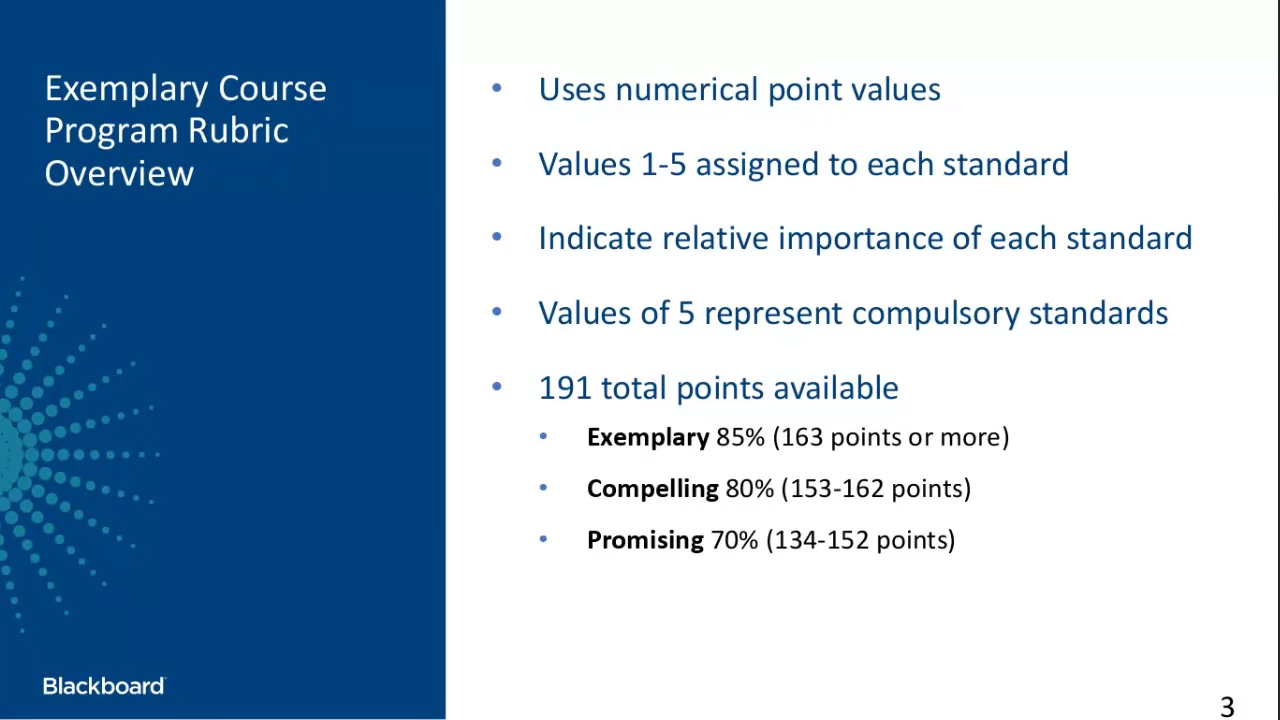 Exemplary Course
Program Rubric
Overview
• Uses numerical point values
• Values 1-5 assigned to each standard
• Indicate relative importance of each standard
• Values of 5 represent compulsory standards
• 191 total points available
• Exemplary 85% (163 points or more)
• Compelling 80% (153-162 points)
• Promising 70% (134-152 points)
Blackboard
3